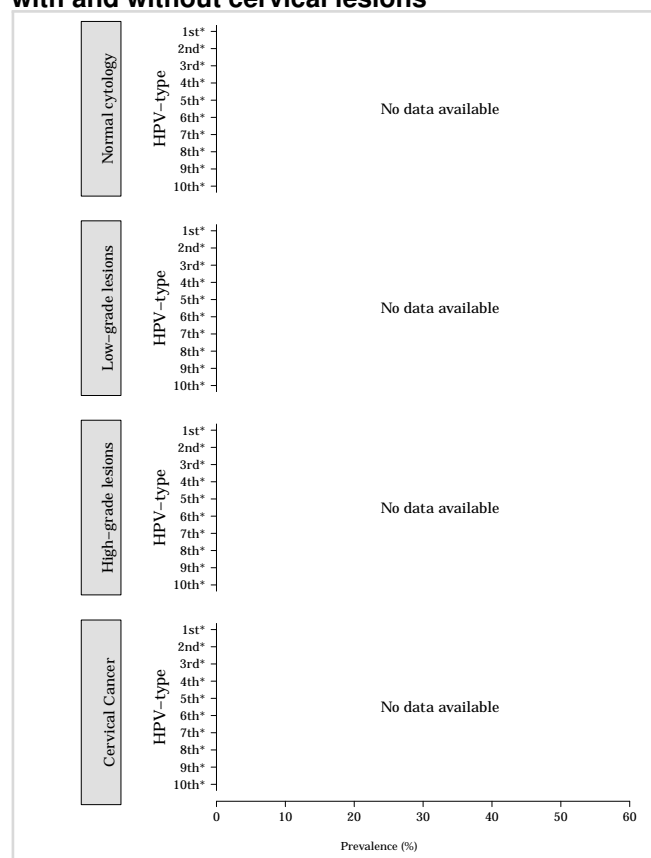 with and without cervical lesions
Normal cytology
HPV−type
1st*
2nd*
3rd*
4th*
5th*
6th*
7th*
8th*
9th*
10th*
No data available
Low−grade lesions
HPV−type
1st*
2nd*
3rd*
4th*
5th*
6th*
7th*
8th*
9th*
10th*
No data available
High−grade lesions
HPV−type
1st*
2nd*
3rd*
4th*
5th*
6th*
7th*
8th*
9th*
10th*
No data available
Cervical Cancer
HPV−type
1st*
2nd*
3rd*
4th*
5th*
6th*
7th*
8th*
9th*
10th*
No data available
0 10 20 30 40 50 60
Prevalence (%)